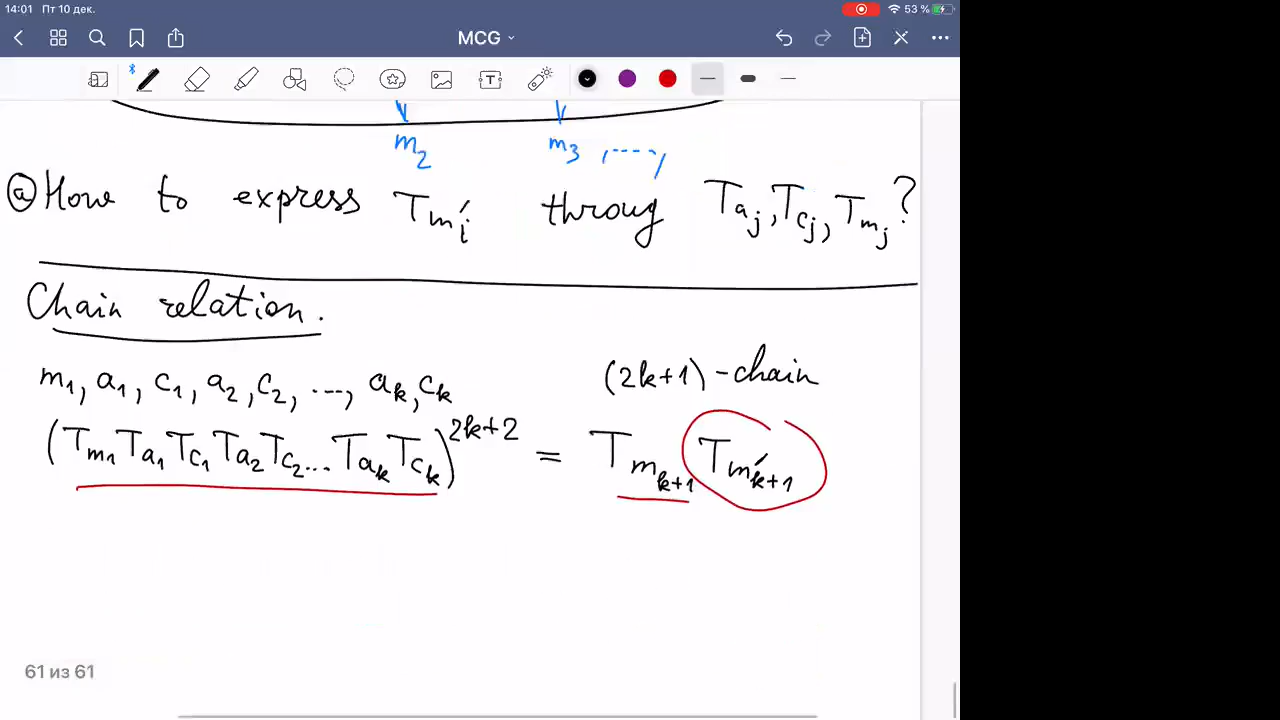 14:01 Пт 10 дек. 53 %
MCG
m₂ m₃ ,....,
ⓐ How to express Tm'ᵢ throug Taⱼ, Tcⱼ, Tmⱼ?
Chain relation.
m₁, a₁, c₁, a₂, c₂, ..., aₖ, cₖ (2k+1)-chain
(Tm₁ Ta₁ Tc₁ Ta₂ Tc₂ ... Taₖ Tcₖ)²ᵏ⁺² = Tmₖ₊₁ Tm'ₖ₊₁
61 из 61